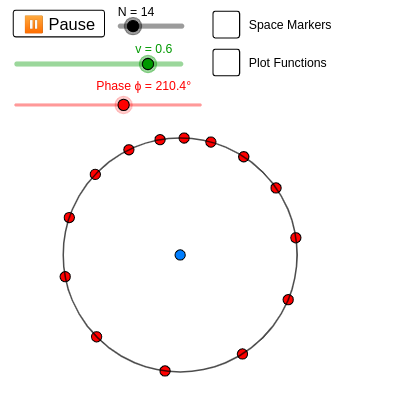 ⏸️ Pause
N = 14
v = 0.6
Phase ϕ = 210.4°
Space Markers
Plot Functions